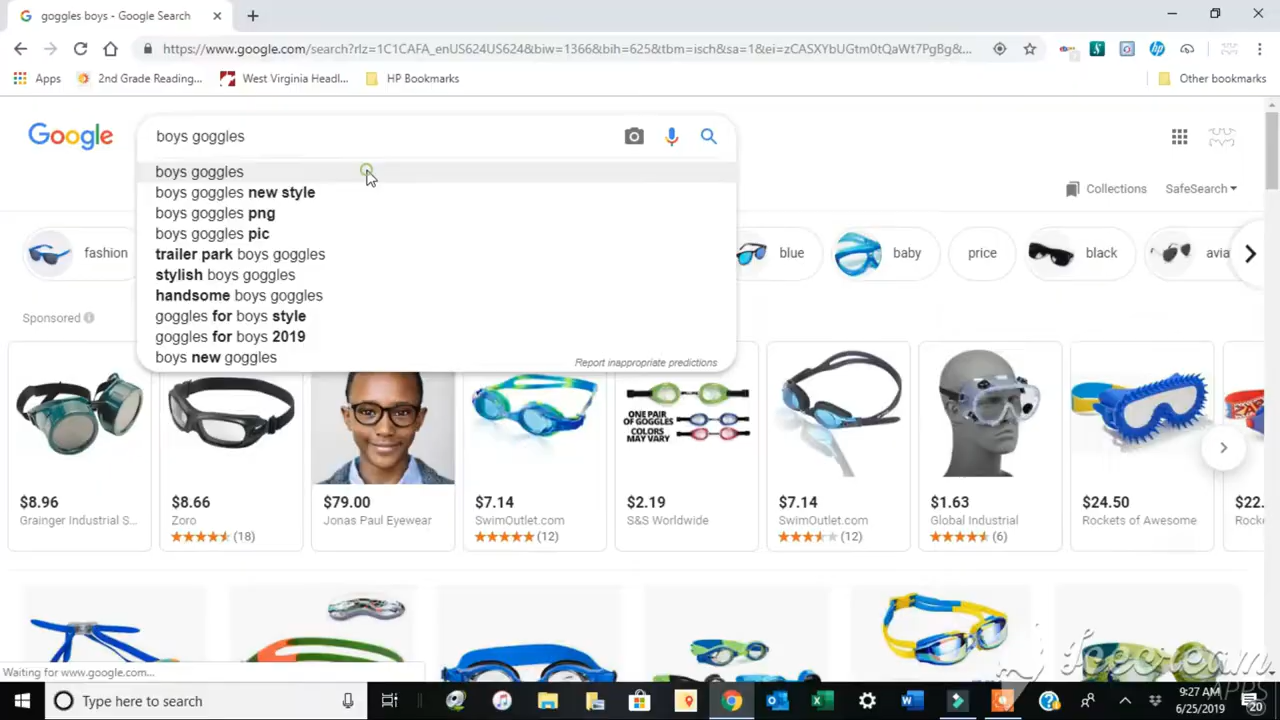 goggles boys - Google Search
https://www.google.com/search?rlz=1C1CAFA_enUS624US624&biw=1366&bih=625&tbm=isch&sa=1&ei=zCASXYbUGtm0tQaWt7PgBg&...
Apps
2nd Grade Reading...
West Virginia Headl...
HP Bookmarks
Other bookmarks
Google
boys goggles
Collections
SafeSearch
boys goggles
boys goggles new style
boys goggles png
boys goggles pic
trailer park boys goggles
stylish boys goggles
handsome boys goggles
goggles for boys style
goggles for boys 2019
boys new goggles
Report inappropriate predictions
fashion
blue
baby
price
black
avia
Sponsored
ONE PAIR
OF GOGGLES
COLORS
MAY VARY
$8.96
Grainger Industrial S...
$8.66
Zoro
(18)
$79.00
Jonas Paul Eyewear
$7.14
SwimOutlet.com
(12)
$2.19
S&S Worldwide
$7.14
SwimOutlet.com
(12)
$1.63
Global Industrial
(6)
$24.50
Rockets of Awesome
$22.
Rocke
Waiting for www.google.com...
Icecream
APPS
Type here to search
9:27 AM
6/25/2019
20